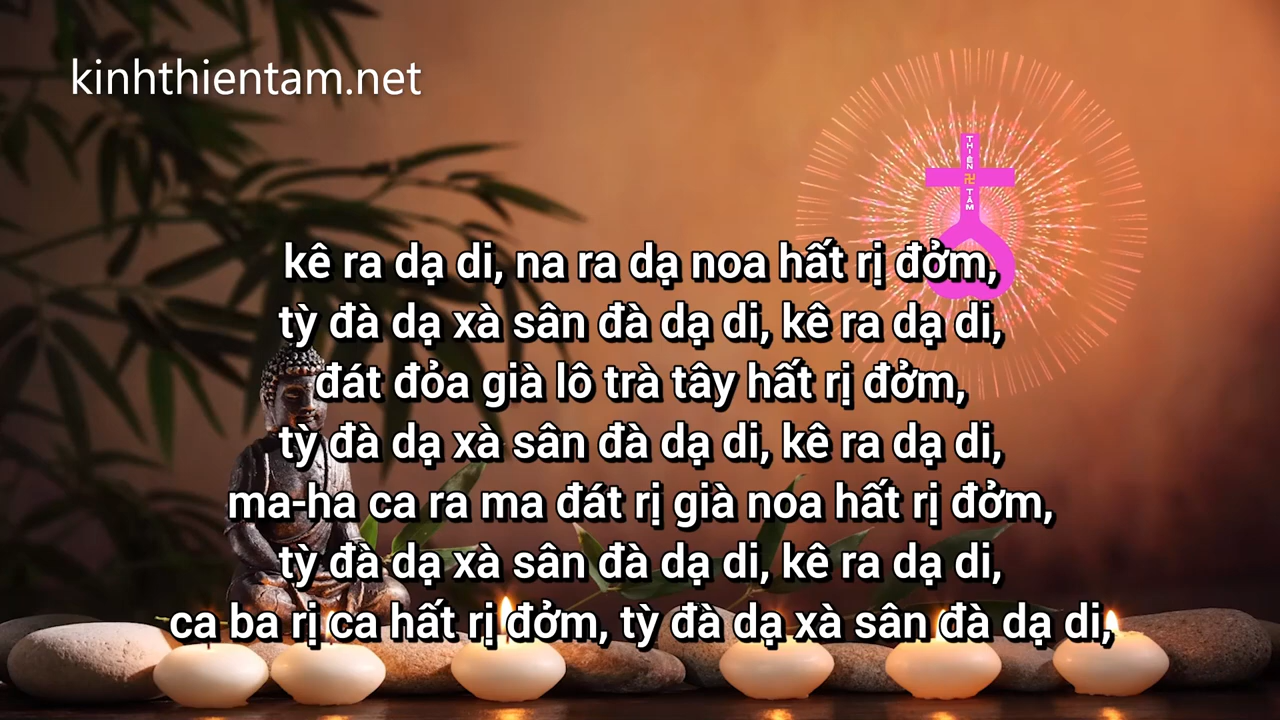 kinhthientam.net
THIÊN
卍
TÂM
kê ra dạ di, na ra dạ noa hất rị đởm,
tỳ đà dạ xà sân đà dạ di, kê ra dạ di,
đát đỏa già lô trà tây hất rị đởm,
tỳ đà dạ xà sân đà dạ di, kê ra dạ di,
ma-ha ca ra ma đát rị già noa hất rị đởm,
tỳ đà dạ xà sân đà dạ di, kê ra dạ di,
ca ba rị ca hất rị đởm, tỳ đà dạ xà sân đà dạ di,